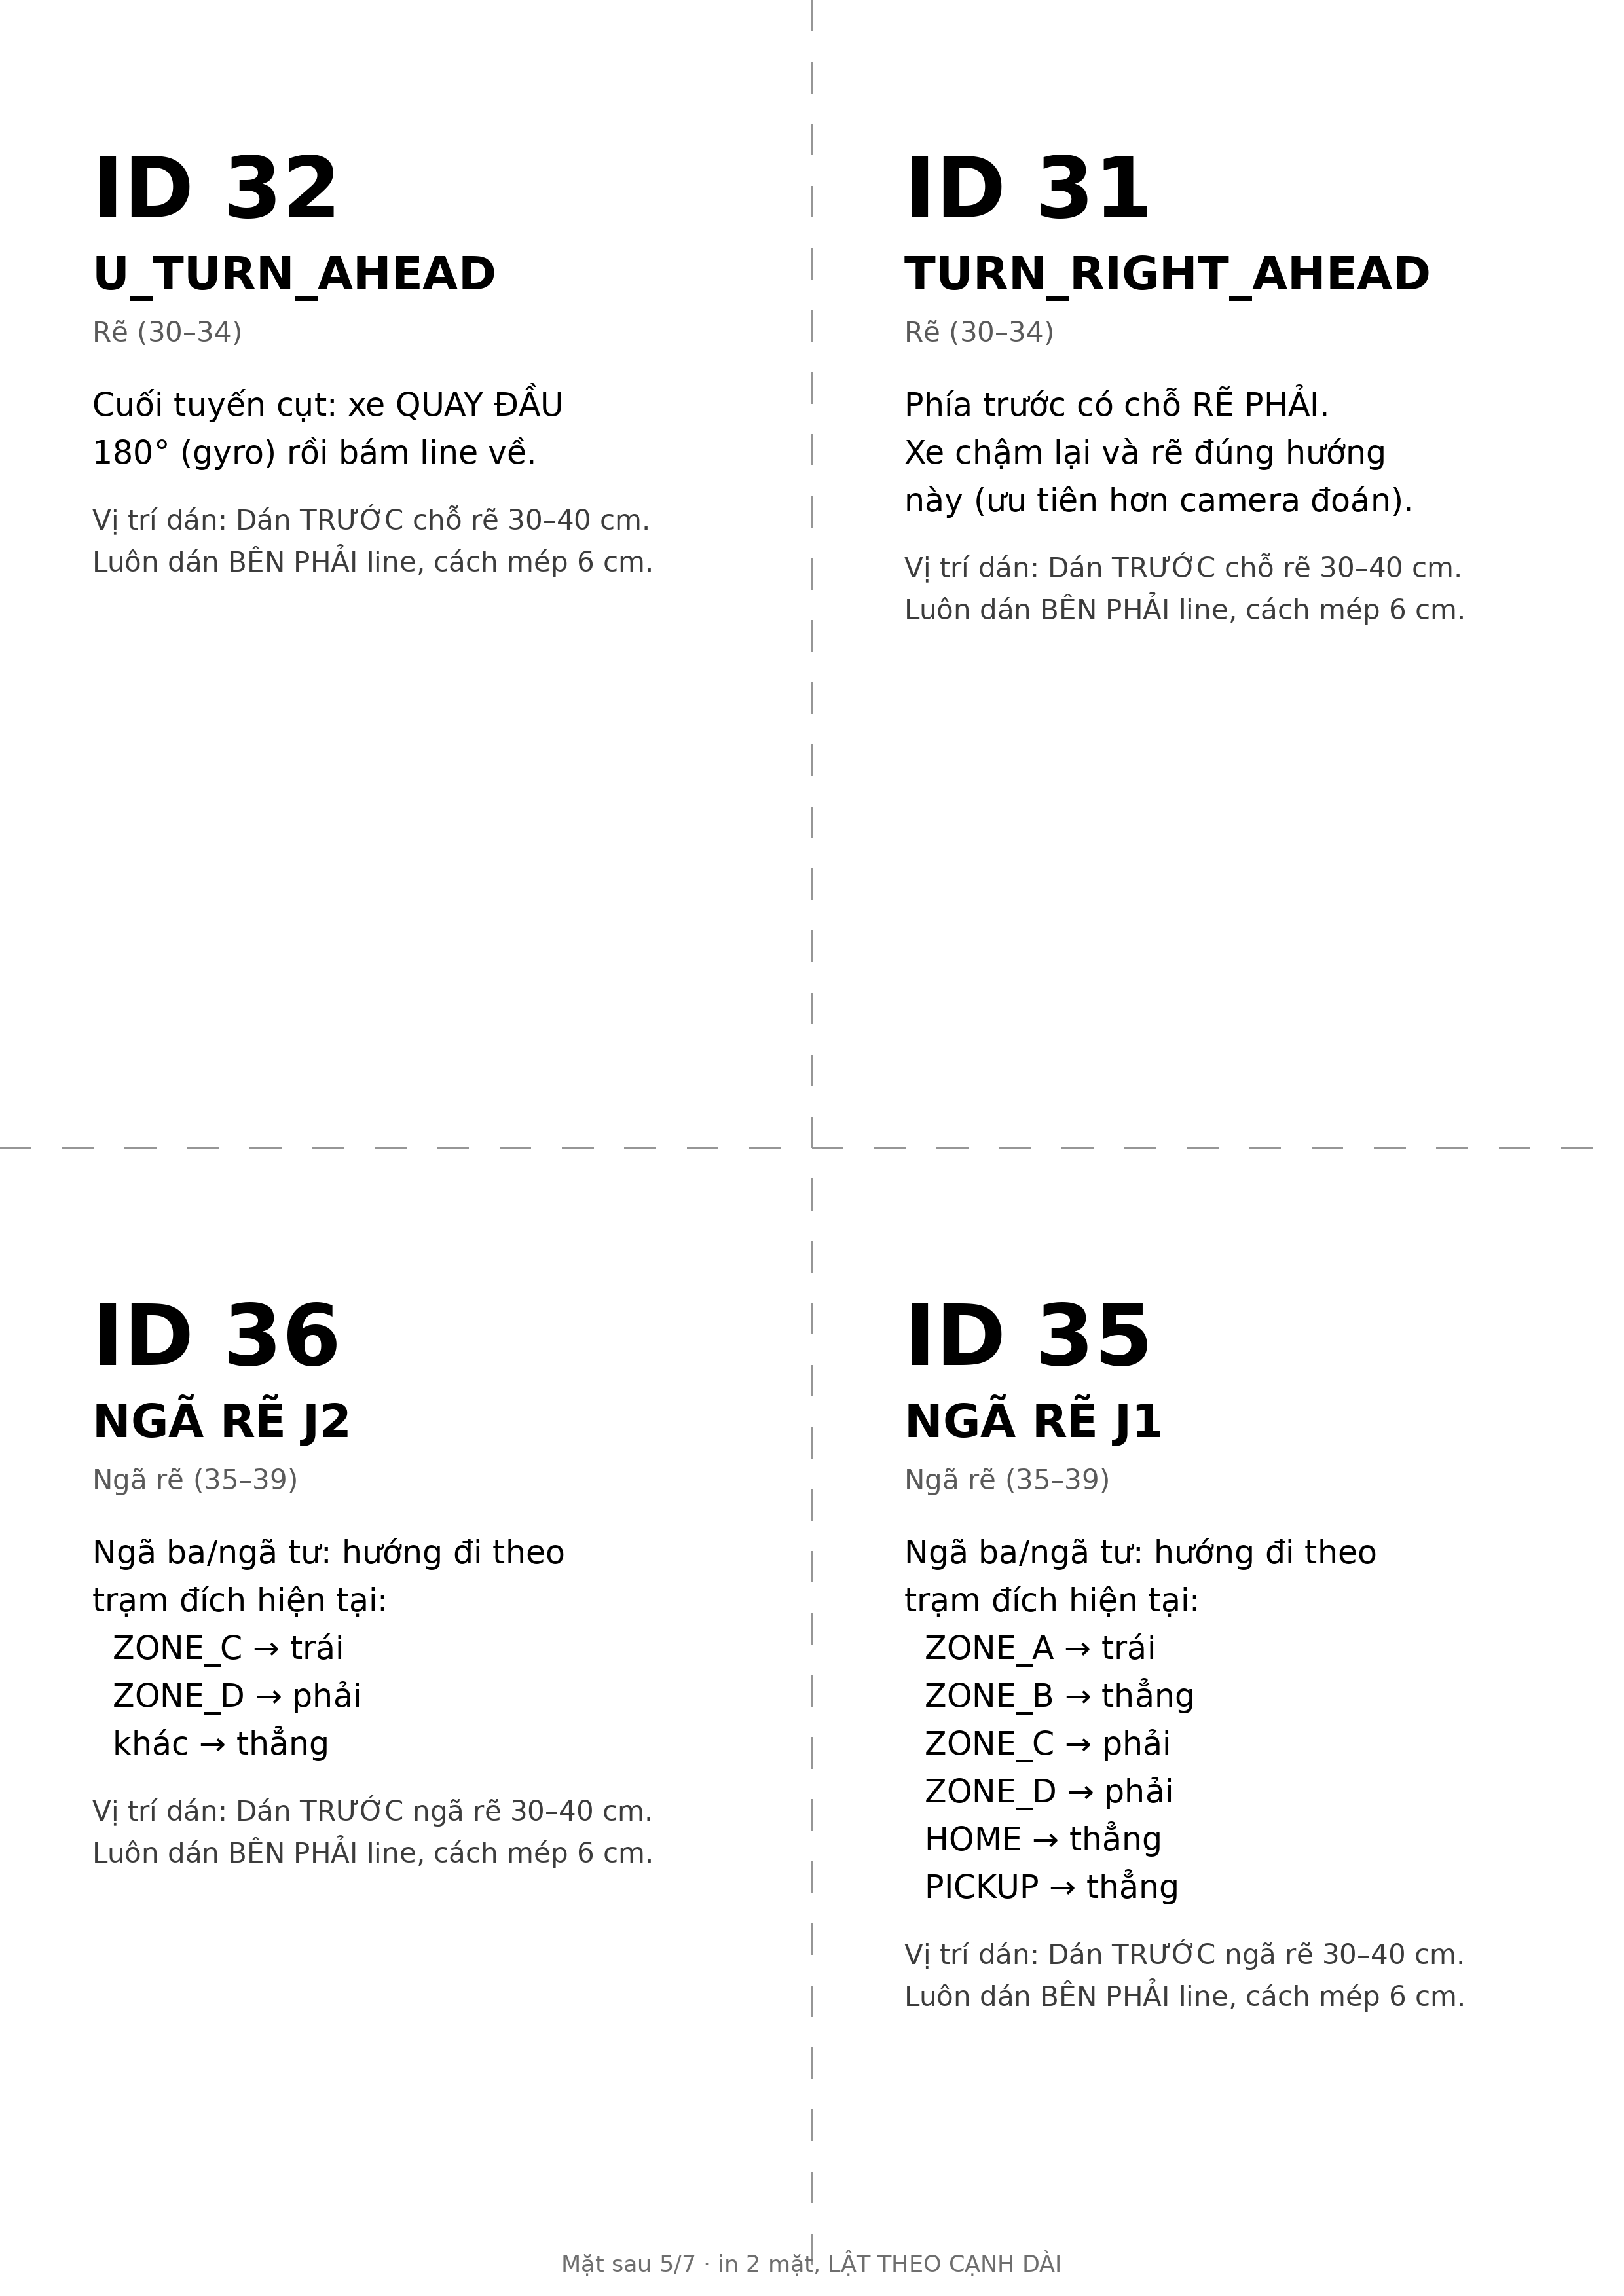 ID 32
U_TURN_AHEAD
Rẽ (30–34)
Cuối tuyến cụt: xe QUAY ĐẦU
180° (gyro) rồi bám line về.
Vị trí dán: Dán TRƯỚC chỗ rẽ 30–40 cm.
Luôn dán BÊN PHẢI line, cách mép 6 cm.
ID 31
TURN_RIGHT_AHEAD
Rẽ (30–34)
Phía trước có chỗ RẼ PHẢI.
Xe chậm lại và rẽ đúng hướng
này (ưu tiên hơn camera đoán).
Vị trí dán: Dán TRƯỚC chỗ rẽ 30–40 cm.
Luôn dán BÊN PHẢI line, cách mép 6 cm.
ID 36
NGÃ RẼ J2
Ngã rẽ (35–39)
Ngã ba/ngã tư: hướng đi theo
trạm đích hiện tại:
ZONE_C → trái
ZONE_D → phải
khác → thẳng
Vị trí dán: Dán TRƯỚC ngã rẽ 30–40 cm.
Luôn dán BÊN PHẢI line, cách mép 6 cm.
ID 35
NGÃ RẼ J1
Ngã rẽ (35–39)
Ngã ba/ngã tư: hướng đi theo
trạm đích hiện tại:
ZONE_A → trái
ZONE_B → thẳng
ZONE_C → phải
ZONE_D → phải
HOME → thẳng
PICKUP → thẳng
Vị trí dán: Dán TRƯỚC ngã rẽ 30–40 cm.
Luôn dán BÊN PHẢI line, cách mép 6 cm.
Mặt sau 5/7 · in 2 mặt, LẬT THEO CẠNH DÀI